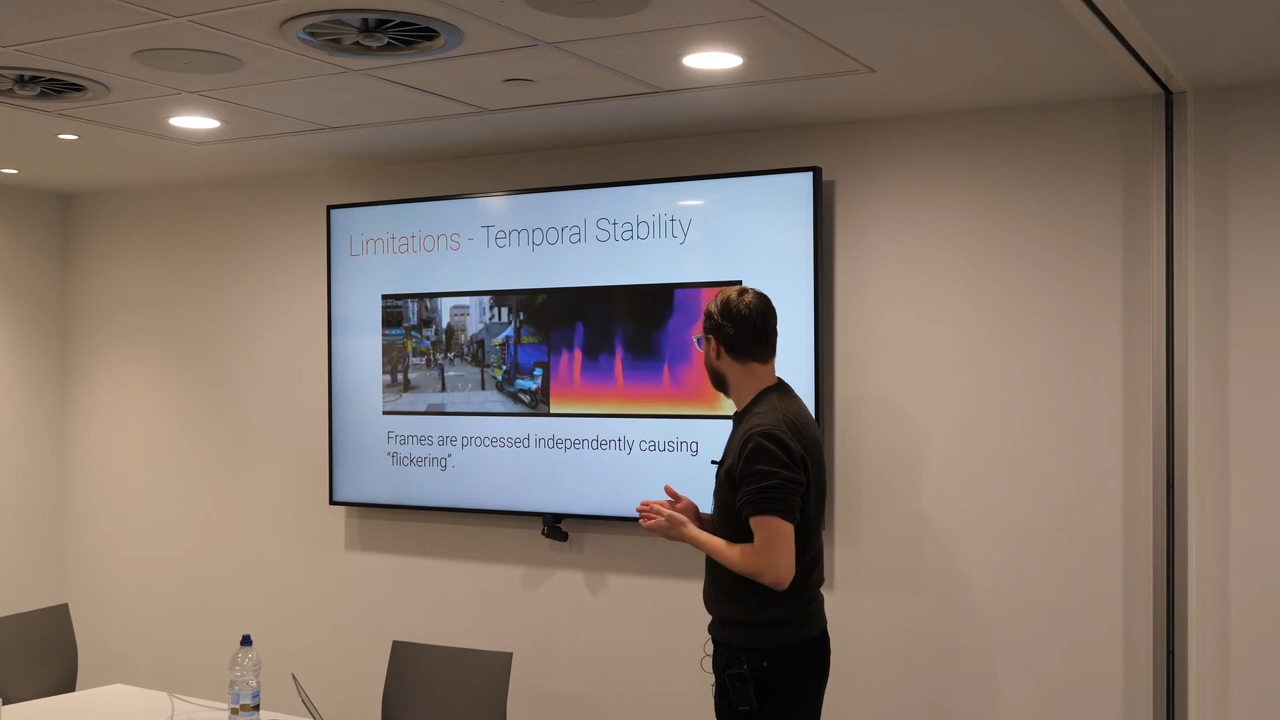 Limitations - Temporal Stability
Frames are processed independently causing
"flickering".